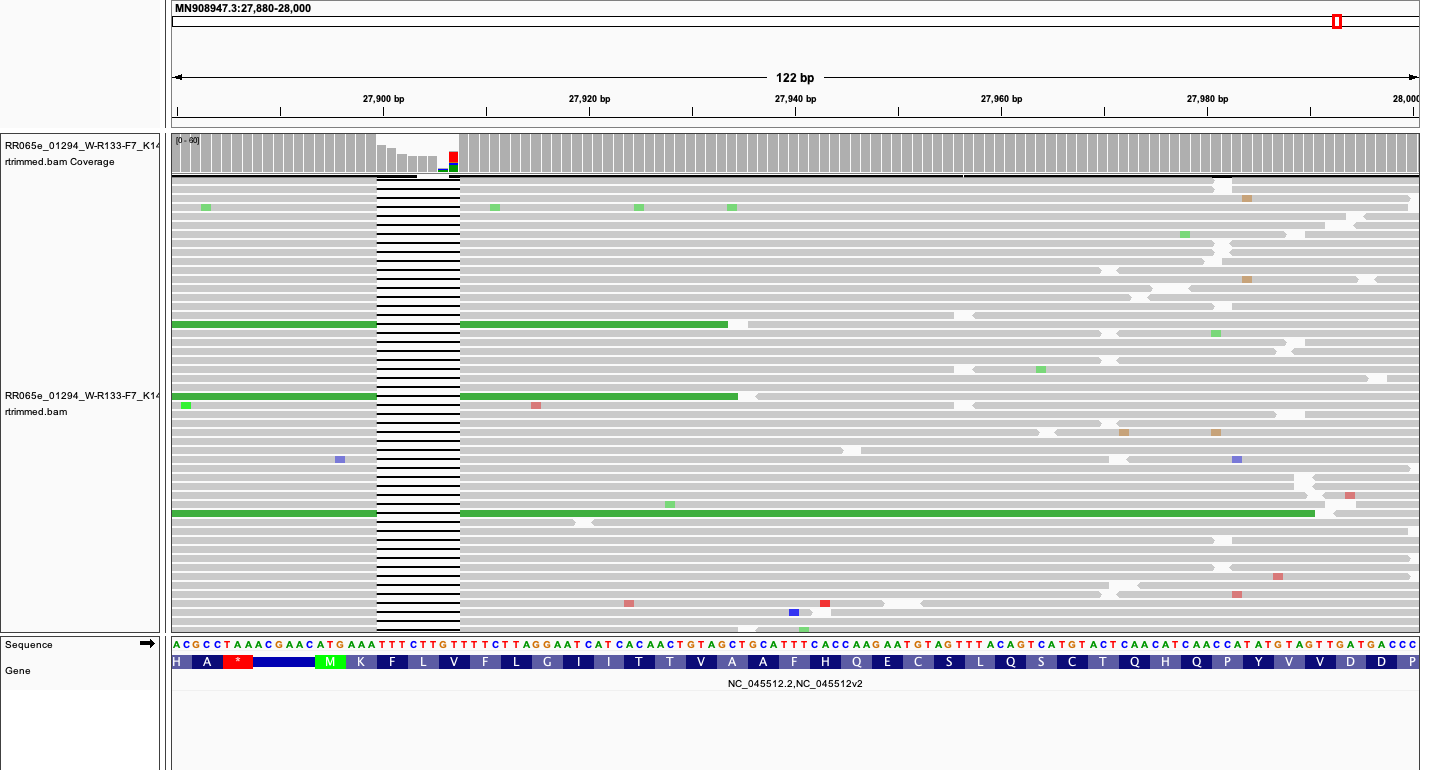 MN908947.3:27,880-28,000
122 bp
27,900 bp 27,920 bp 27,940 bp 27,960 bp 27,980 bp 28,000
RR065e_01294_W-R133-F7_K14
rtrimmed.bam Coverage
[0 - 60]
RR065e_01294_W-R133-F7_K14
rtrimmed.bam
Sequence
ACGCCTAAACGAACATGAAATTTCTTGTTTTCTTAGGAATCATCACAACTGTAGCTGCATTTCACCAAGAATGTAGTTTACAGTCATGTACTCAACATCAACCATATGTAGTTGATGACCC
Gene
H A * M K F L V F L G I I T T V A A F H Q E C S L Q S C T Q H Q P Y V V D D P
NC_045512.2,NC_045512v2